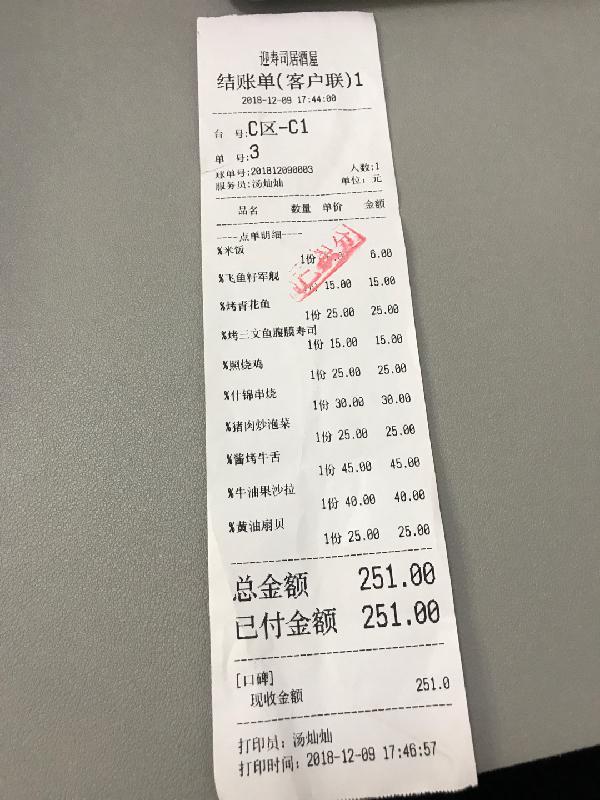 迎寿司居酒屋
结账单(客户联)1
2018-12-09 17:44:00
台 号:C区-C1
单 号:3
账单号:201812090003 人数:1
服务员:汤灿灿 单位: 元
品名 数量 单价 金额
----点单明细----
%米饭
1份 6.00
%飞鱼籽军舰
1份 15.00 15.00
%烤青花鱼
1份 25.00 25.00
%烤三文鱼腹膜寿司
1份 15.00 15.00
%照烧鸡
1份 25.00 25.00
%什锦串烧
1份 30.00 30.00
%猪肉炒泡菜
1份 25.00 25.00
%酱烤牛舌
1份 45.00 45.00
%牛油果沙拉
1份 40.00 40.00
%黄油扇贝
1份 25.00 25.00
总金额 251.00
已付金额 251.00
[口碑]
现收金额 251.0
打印员: 汤灿灿
打印时间: 2018-12-09 17:46:57